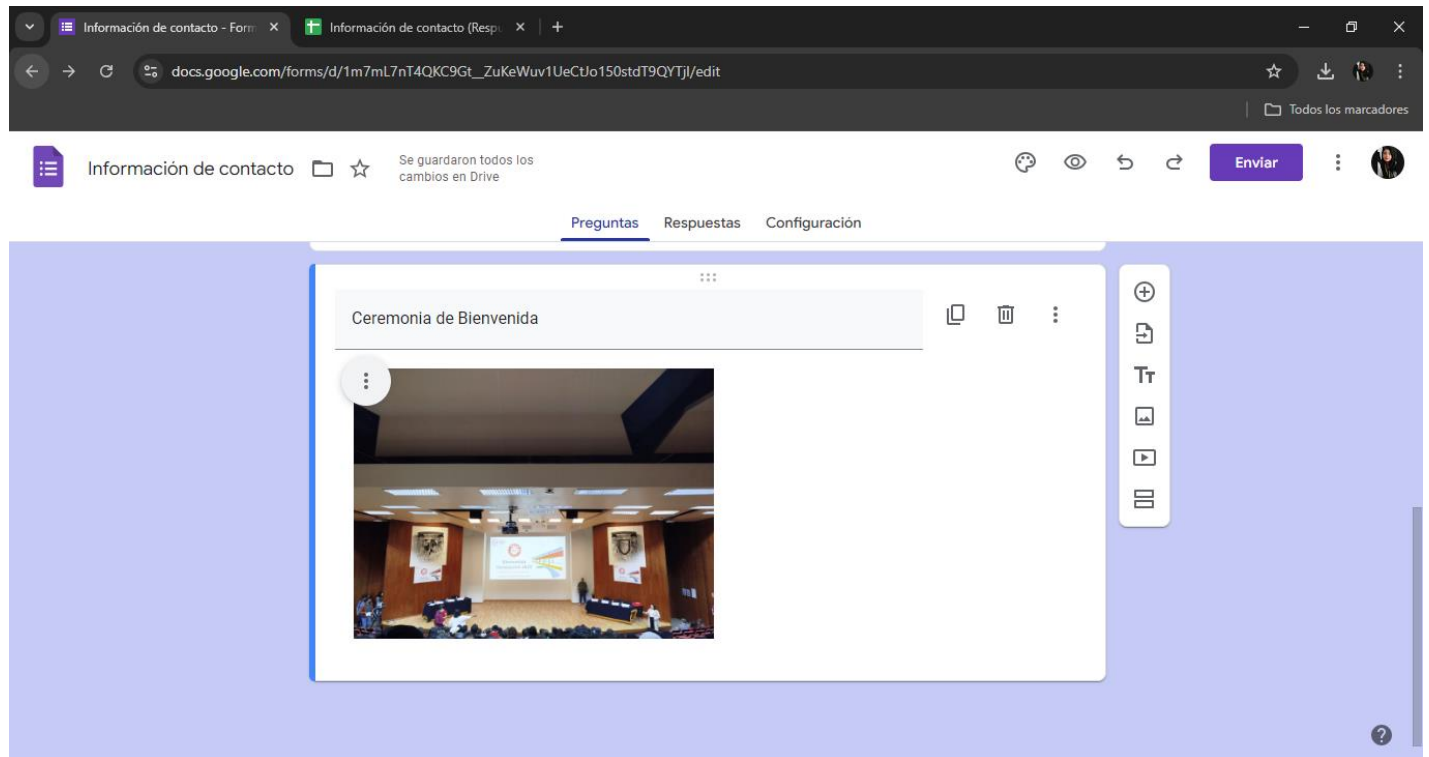 Información de contacto - Form
Información de contacto (Respu
docs.google.com/forms/d/1m7mL7nT4QKC9Gt__ZuKeWuv1UeCtJo150stdT9QYTjI/edit
Todos los marcadores
Información de contacto
Se guardaron todos los
cambios en Drive
Enviar
Preguntas Respuestas Configuración
Ceremonia de Bienvenida